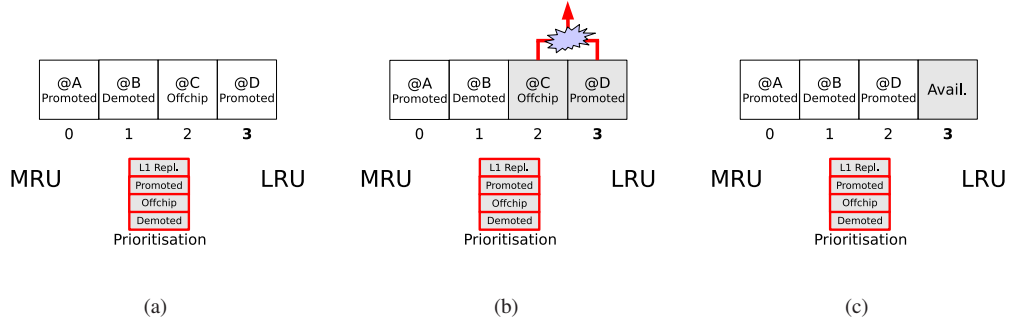 @A
Promoted
@B
Demoted
@C
Offchip
@D
Promoted
0 1 2 3
MRU
LRU
L1 Repl.
Promoted
Offchip
Demoted
Prioritisation
(a)
@A
Promoted
@B
Demoted
@C
Offchip
@D
Promoted
0 1 2 3
MRU
LRU
L1 Repl.
Promoted
Offchip
Demoted
Prioritisation
(b)
@A
Promoted
@B
Demoted
@D
Promoted
Avail.
0 1 2 3
MRU
LRU
L1 Repl.
Promoted
Offchip
Demoted
Prioritisation
(c)